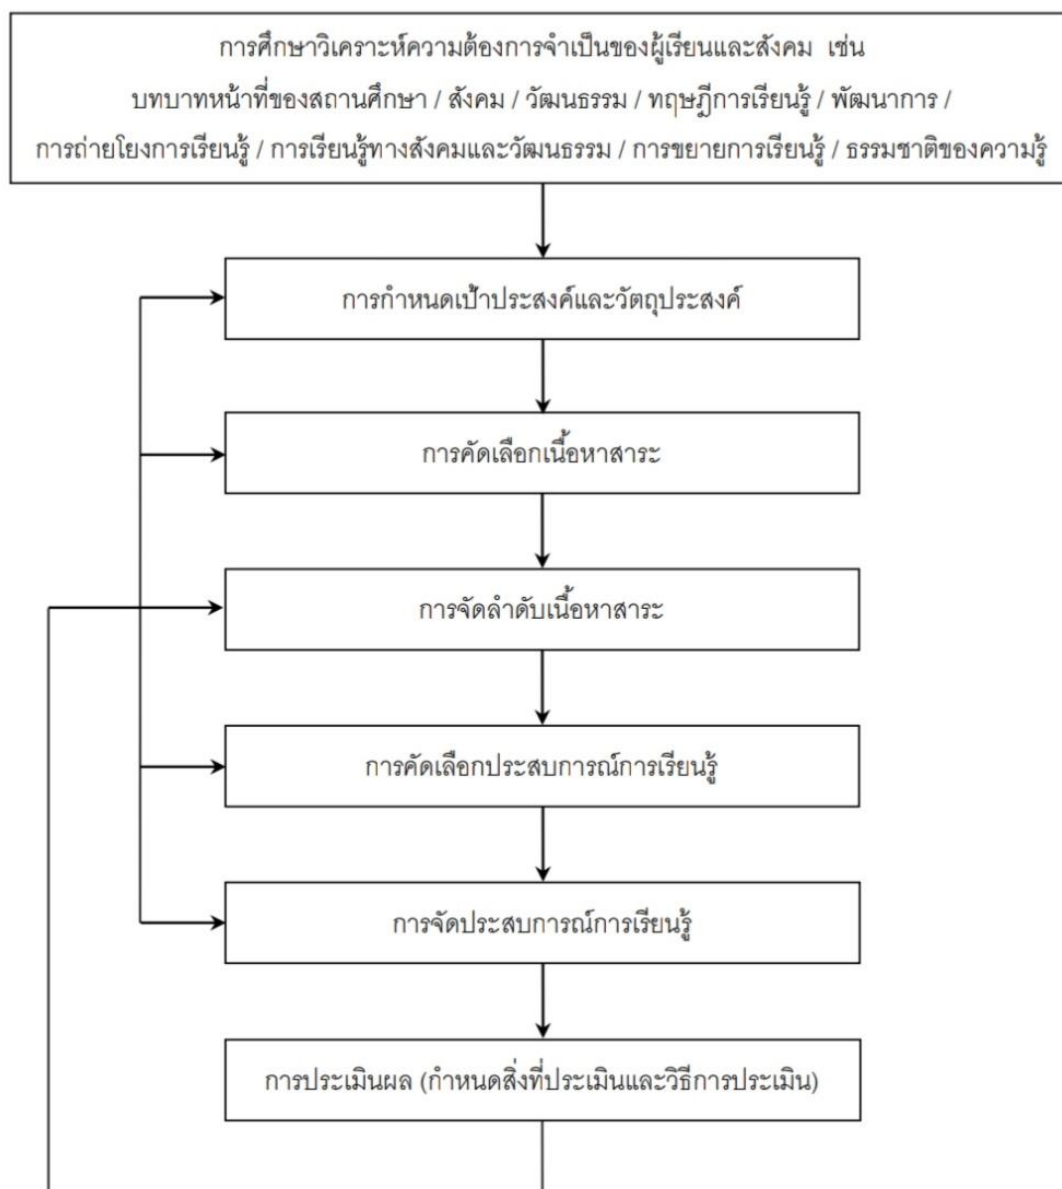 การศึกษาวิเคราะห์ความต้องการจำเป็นของผู้เรียนและสังคม เช่น
บทบาทหน้าที่ของสถานศึกษา / สังคม / วัฒนธรรม / ทฤษฎีการเรียนรู้ / พัฒนาการ /
การถ่ายโยงการเรียนรู้ / การเรียนรู้ทางสังคมและวัฒนธรรม / การขยายการเรียนรู้ / ธรรมชาติของความรู้
การกำหนดเป้าประสงค์และวัตถุประสงค์
การคัดเลือกเนื้อหาสาระ
การจัดลำดับเนื้อหาสาระ
การคัดเลือกประสบการณ์การเรียนรู้
การจัดประสบการณ์การเรียนรู้
การประเมินผล (กำหนดสิ่งที่ประเมินและวิธีการประเมิน)